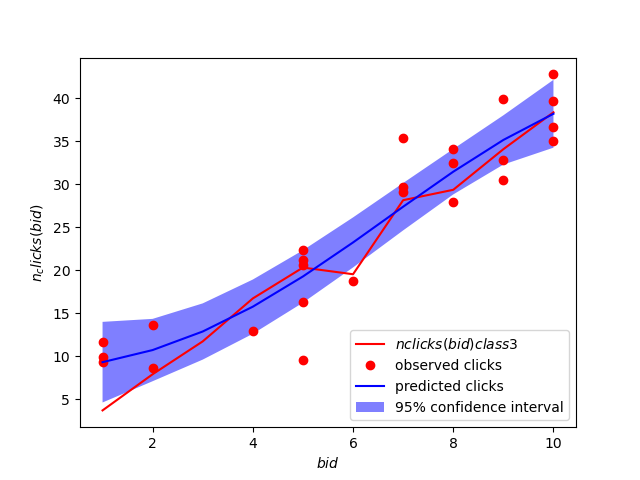 40
35
30
25
20
15
10
5
n_clicks(bid)
nclicks(bid)class3
observed clicks
predicted clicks
95% confidence interval
2 4 6 8 10
bid